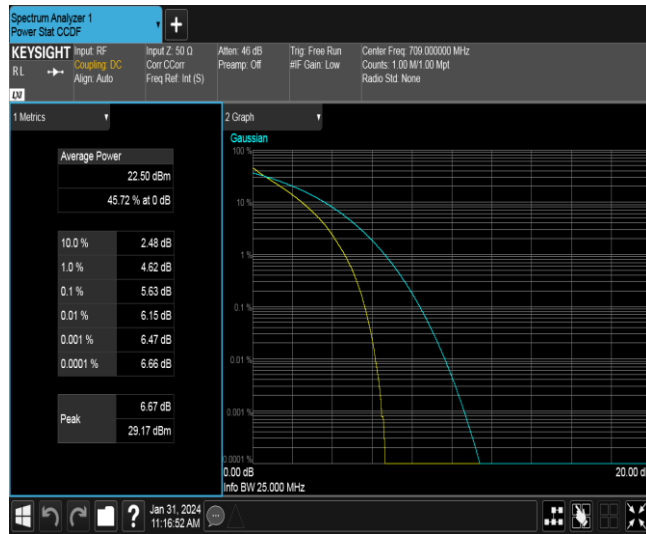 Spectrum Analyzer 1
Power Stat CCDF
+
KEYSIGHT Input: RF Input Z: 50 Ω Atten: 46 dB Trig: Free Run Center Freq: 709.000000 MHz
RL Coupling: DC Corr CCorr Preamp: Off #IF Gain: Low Counts: 1.00 M/1.00 Mpt
Align: Auto Freq Ref: Int (S) Radio Std: None
LXI
1 Metrics
2 Graph
Average Power
22.50 dBm
45.72 % at 0 dB
10.0 % 2.48 dB
1.0 % 4.62 dB
0.1 % 5.63 dB
0.01 % 6.15 dB
0.001 % 6.47 dB
0.0001 % 6.66 dB
Peak 6.67 dB
29.17 dBm
Gaussian
100 %
10 %
1 %
0.1 %
0.01 %
0.001 %
0.0001 %
0.00 dB 20.00 d
Info BW 25.000 MHz
? Jan 31, 2024
11:16:52 AM